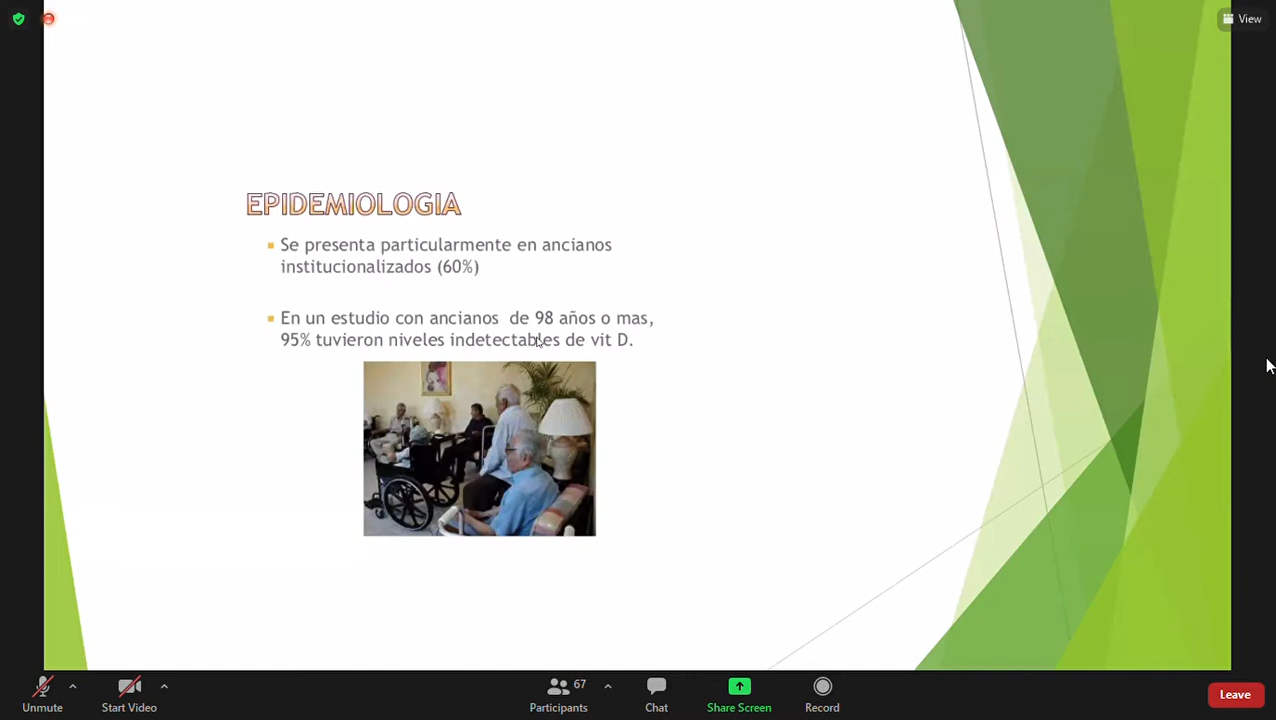 View
EPIDEMIOLOGIA
Se presenta particularmente en ancianos
institucionalizados (60%)
En un estudio con ancianos de 98 años o mas,
95% tuvieron niveles indetectables de vit D.
Unmute
Start Video
67
Participants
Chat
Share Screen
Record
Leave